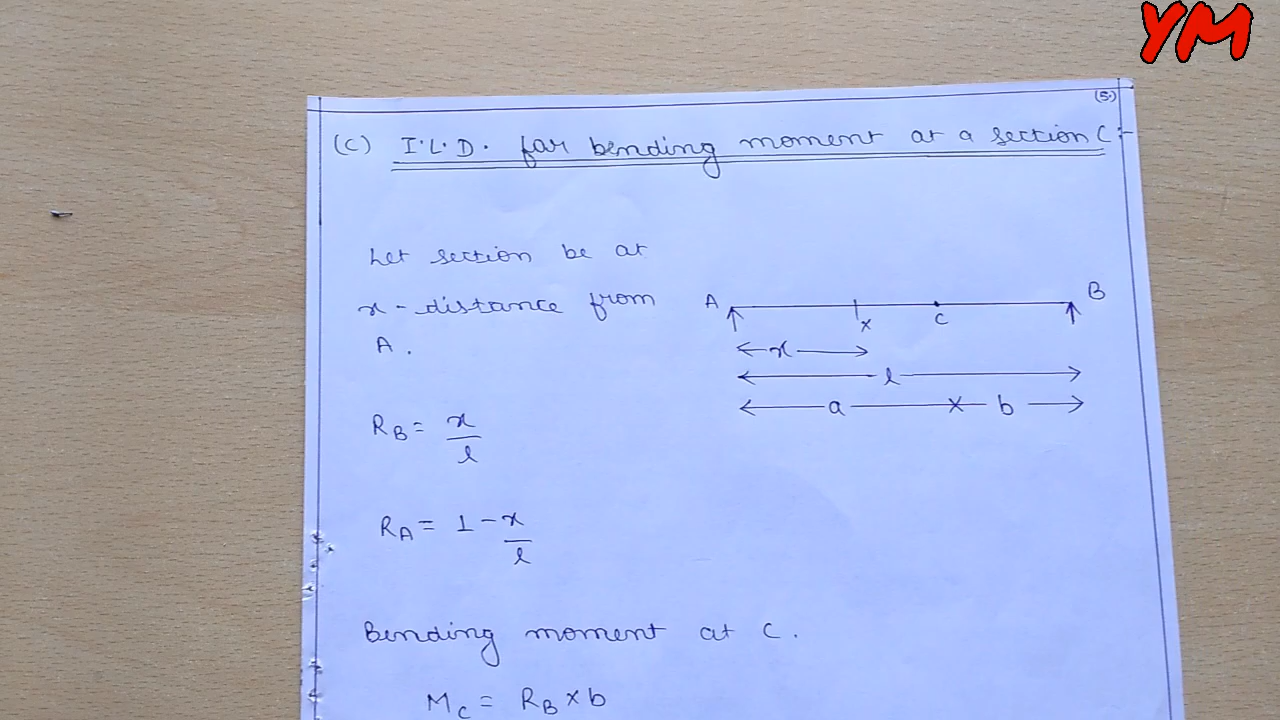 YM
(5.)
(C) I.L.D. for bending moment at a section C :-
Let section be at
x - distance from
A.
A B
x c
x
l
a b
R_B = x/l
R_A = 1 - x/l
Bending moment at C.
M_C = R_B × b